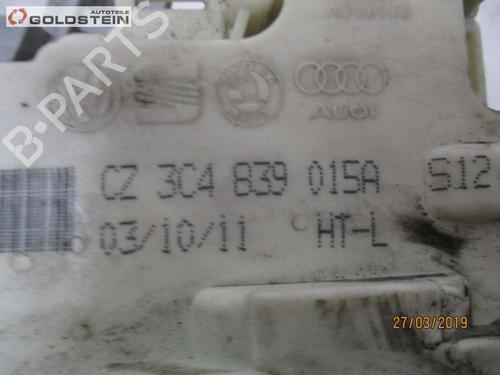 AUTOTEILE
GOLDSTEIN
B-PARTS
AUDI
CZ 3C4 839 015A S12
03/10/11 HT-L
27/03/2019